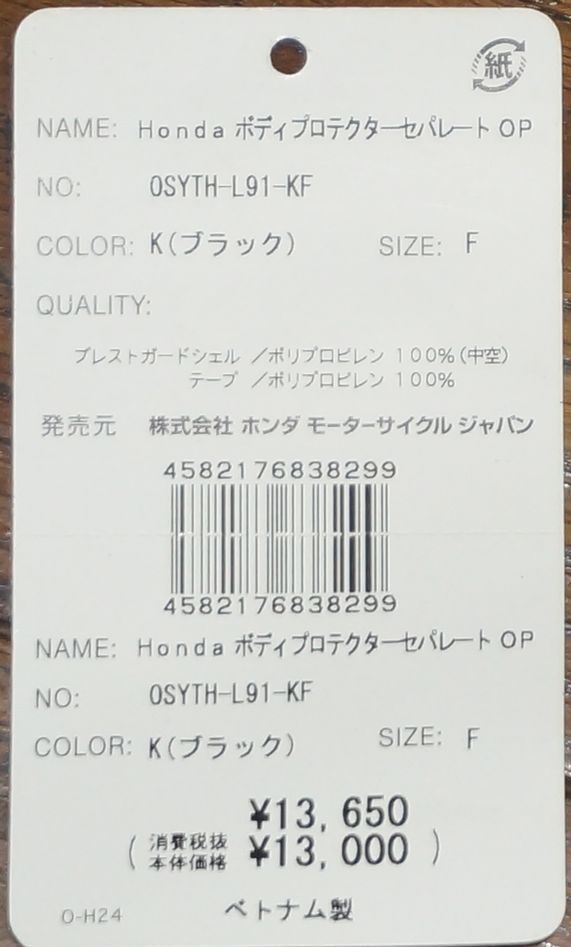 紙
NAME: Honda ボディプロテクターセパレート OP
NO: 0SYTH-L91-KF
COLOR: K(ブラック) SIZE: F
QUALITY:
ブレストガードシェル /ポリプロピレン 100%(中空)
テープ /ポリプロピレン 100%
発売元 株式会社 ホンダ モーターサイクル ジャパン
4582176838299
4582176838299
NAME: Honda ボディプロテクターセパレート OP
NO: 0SYTH-L91-KF
COLOR: K(ブラック) SIZE: F
¥13,650
(消費税抜本体価格 ¥13,000)
O-H24 ベトナム製